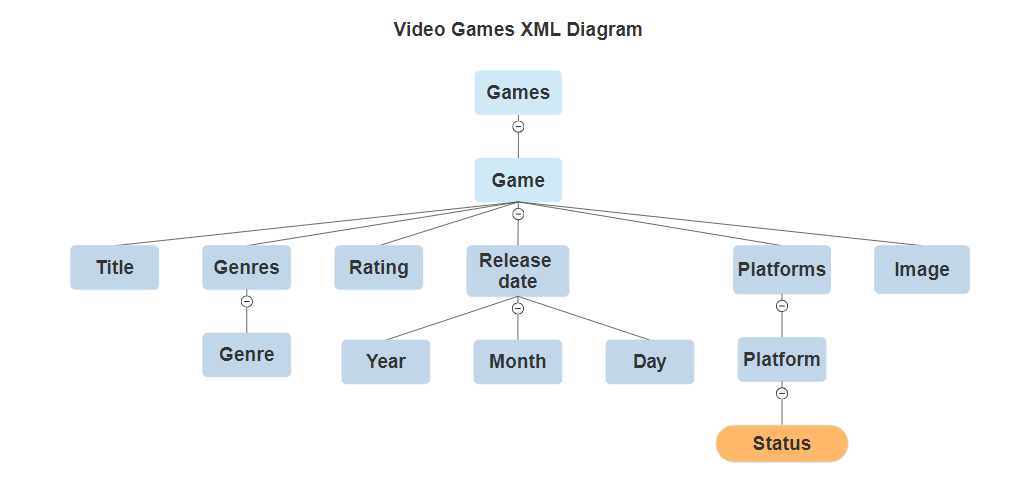 Video Games XML Diagram
Games
Game
Title
Genres
Rating
Release
date
Platforms
Image
Genre
Year
Month
Day
Platform
Status